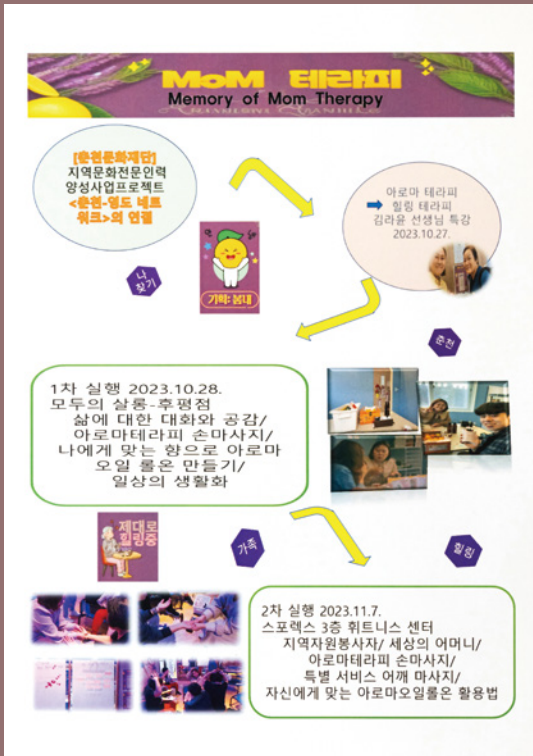 MoM 테라피
Memory of Mom Therapy
[춘천문화재단]
지역문화전문인력
양성사업프로젝트
<춘천-영도 네트
워크>의 연결
아로마 테라피
힐링 테라피
김라윤 선생님 특강
2023.10.27.
나
찾기
기획: 봄내
춘천
1차 실행 2023.10.28.
모두의 살롱-후평점
삶에 대한 대화와 공감/
아로마테라피 손마사지/
나에게 맞는 향으로 아로마
오일 롤온 만들기/
일상의 생활화
제대로
힐링중
가족
힐링
2차 실행 2023.11.7.
스포렉스 3층 휘트니스 센터
지역자원봉사자/ 세상의 어머니/
아로마테라피 손마사지/
특별 서비스 어깨 마사지/
자신에게 맞는 아로마오일롤온 활용법